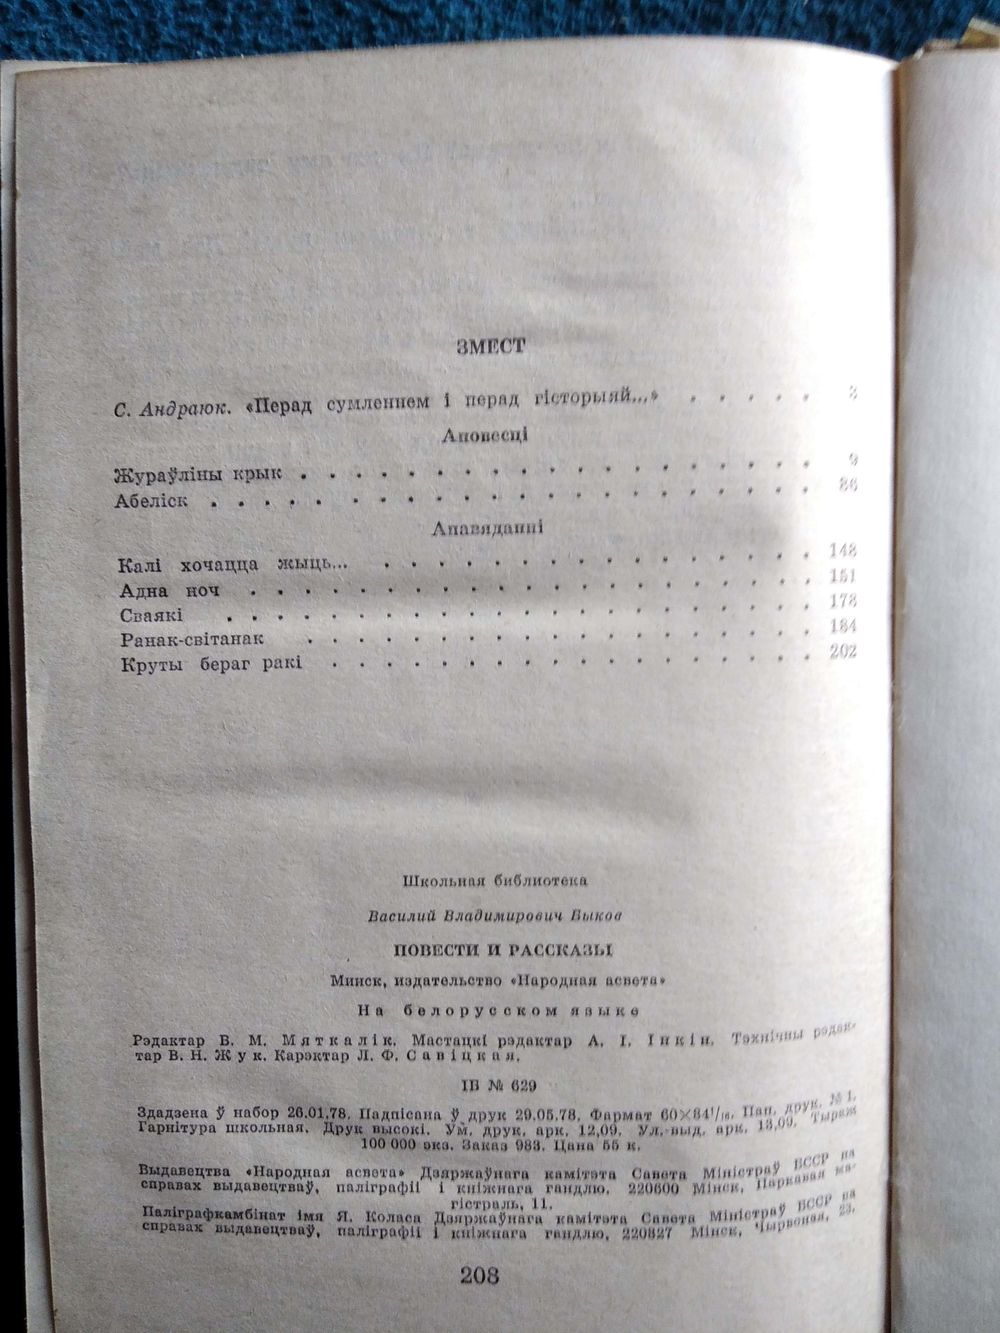 ЗМЕСТ
С. Андраюк. «Перад сумленнем і перад гісторыяй...» . . . . . 3
Аповесці
Жураўліны крык . . . . . . . . . . . . . . . . . . . . 9
Абеліск . . . . . . . . . . . . . . . . . . . . . . . 86
Апавяданні
Калі хочацца жыць... . . . . . . . . . . . . . . . . . 148
Адна ноч . . . . . . . . . . . . . . . . . . . . . . 151
Сваякі . . . . . . . . . . . . . . . . . . . . . . . 178
Ранак-світанак . . . . . . . . . . . . . . . . . . . 184
Круты бераг ракі . . . . . . . . . . . . . . . . . . 202
Школьная библиотека
Василий Владимирович Быков
ПОВЕСТИ И РАССКАЗЫ
Минск, издательство «Народная асвета»
На белорусском языке
Рэдактар В. М. Мяткалік. Мастацкі рэдактар А. І. Інкін. Тэхнічны рэдак-
тар В. Н. Жук. Карэктар Л. Ф. Савіцкая.
ІБ № 629
Здадзена ў набор 26.01.78. Падпісана ў друк 29.05.78. Фармат 60×84¹/₁₆. Пап. друк. № 1.
Гарнітура школьная. Друк высокі. Ум. друк. арк. 12,09. Ул.-выд. арк. 13,09. Тыраж
100 000 экз. Заказ 983. Цана 55 к.
Выдавецтва «Народная асвета» Дзяржаўнага камітэта Савета Міністраў БССР па
справах выдавецтваў, паліграфіі і кніжнага гандлю. 220600 Мінск, Паркавая ма-
гістраль, 11.
Паліграфкамбінат імя Я. Коласа Дзяржаўнага камітэта Савета Міністраў БССР па
справах выдавецтваў, паліграфіі і кніжнага гандлю, 220827 Мінск, Чырвоная, 23.
208